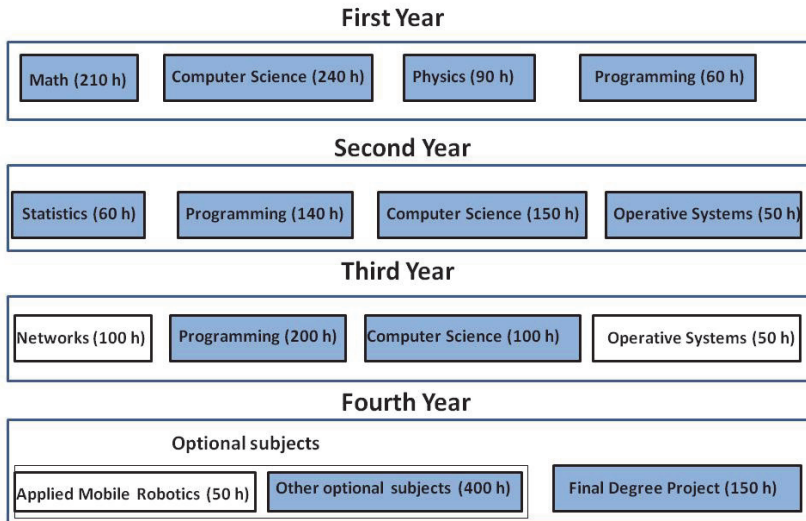 First Year
Math (210 h) Computer Science (240 h) Physics (90 h) Programming (60 h)
Second Year
Statistics (60 h) Programming (140 h) Computer Science (150 h) Operative Systems (50 h)
Third Year
Networks (100 h) Programming (200 h) Computer Science (100 h) Operative Systems (50 h)
Fourth Year
Optional subjects
Applied Mobile Robotics (50 h) Other optional subjects (400 h) Final Degree Project (150 h)